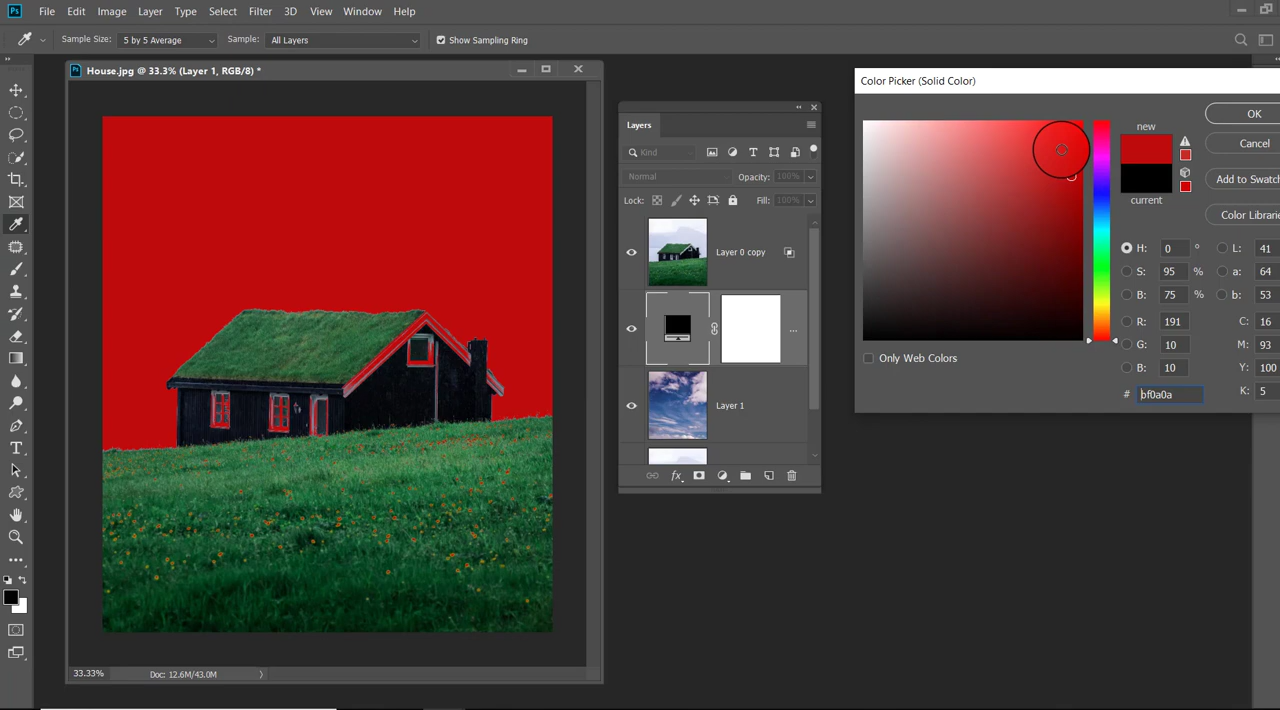 Ps File Edit Image Layer Type Select Filter 3D View Window Help
Sample Size: 5 by 5 Average Sample: All Layers Show Sampling Ring
Ps House.jpg @ 33.3% (Layer 1, RGB/8) *
Layers
Kind
Normal Opacity: 100%
Lock: Fill: 100%
Layer 0 copy
...
Layer 1
fx
33.33% Doc: 12.6M/43.0M
Color Picker (Solid Color)
new
current
OK
Cancel
Add to Swatch
Color Librarie
H: 0 ° L: 41
S: 95 % a: 64
B: 75 % b: 53
R: 191 C: 16
G: 10 M: 93
B: 10 Y: 100
# bf0a0a K: 5
Only Web Colors